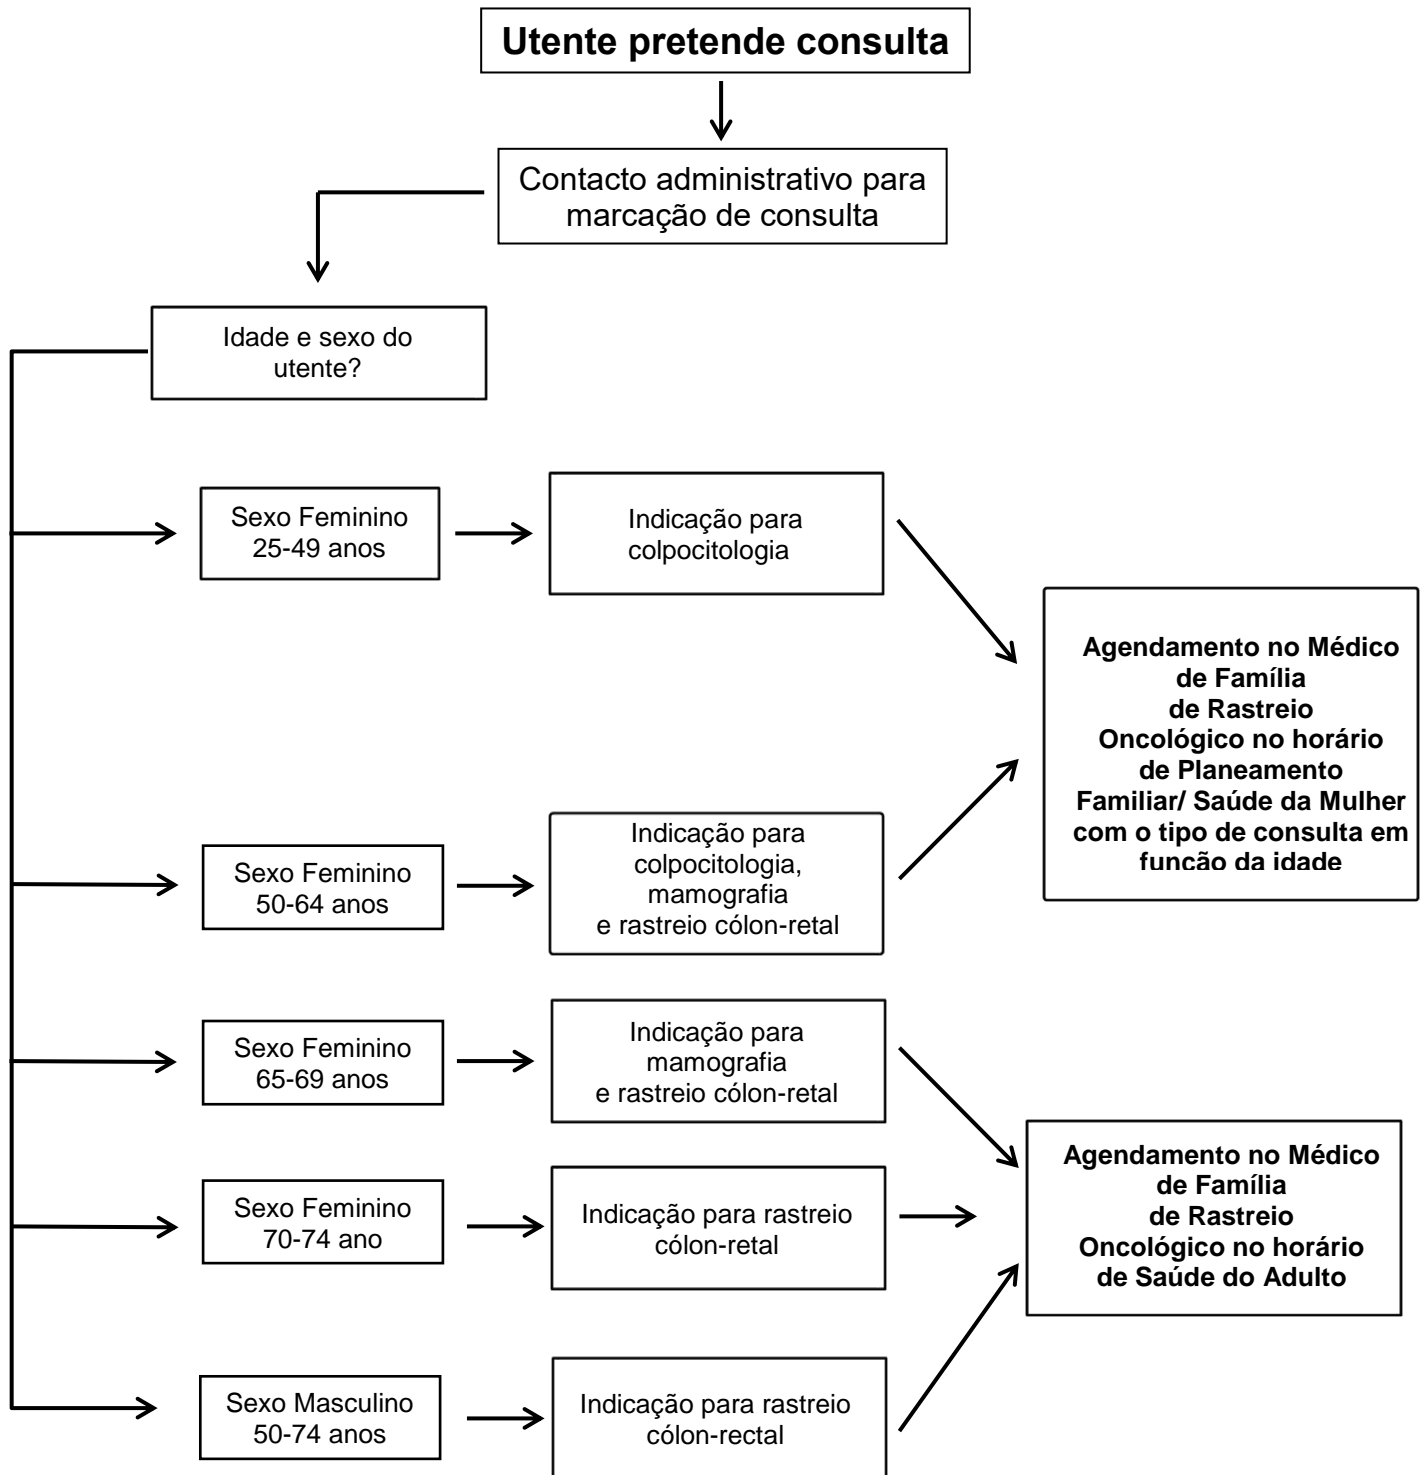 Utente pretende consulta
Contacto administrativo para
marcação de consulta
Idade e sexo do
utente?
Sexo Feminino
25-49 anos
Indicação para
colpocitologia
Agendamento no Médico
de Família
de Rastreio
Oncológico no horário
de Planeamento
Familiar/ Saúde da Mulher
com o tipo de consulta em
função da idade
Sexo Feminino
50-64 anos
Indicação para
colpocitologia,
mamografia
e rastreio cólon-retal
Sexo Feminino
65-69 anos
Indicação para
mamografia
e rastreio cólon-retal
Sexo Feminino
70-74 ano
Indicação para rastreio
cólon-retal
Agendamento no Médico
de Família
de Rastreio
Oncológico no horário
de Saúde do Adulto
Sexo Masculino
50-74 anos
Indicação para rastreio
cólon-rectal